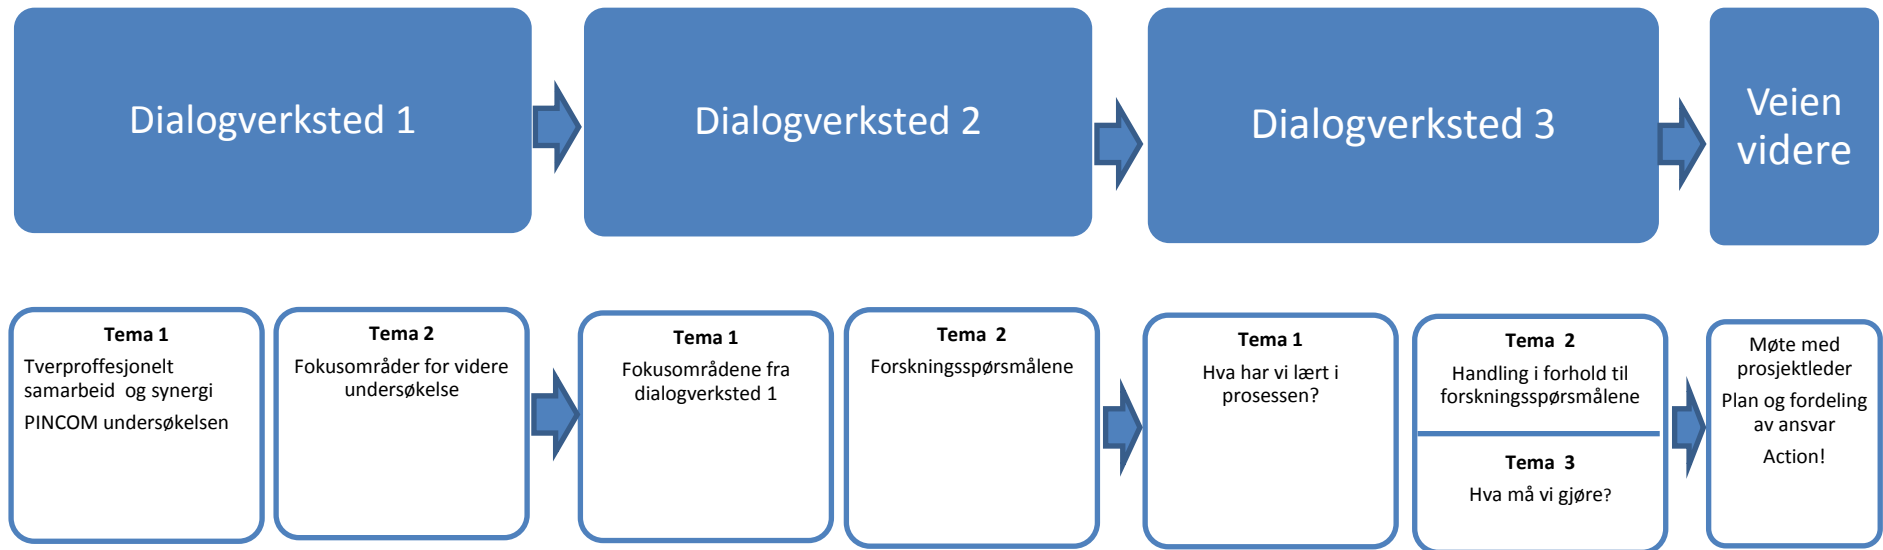 Dialogverksted 1
Dialogverksted 2
Dialogverksted 3
Veien
videre
Tema 1
Tverproffesjonelt
samarbeid og synergi
PINCOM undersøkelsen
Tema 2
Fokusområder for videre
undersøkelse
Tema 1
Fokusområdene fra
dialogverksted 1
Tema 2
Forskningsspørsmålene
Tema 1
Hva har vi lært i
prosessen?
Tema 2
Handling i forhold til
forskningsspørsmålene
Tema 3
Hva må vi gjøre?
Møte med
prosjektleder
Plan og fordeling
av ansvar
Action!